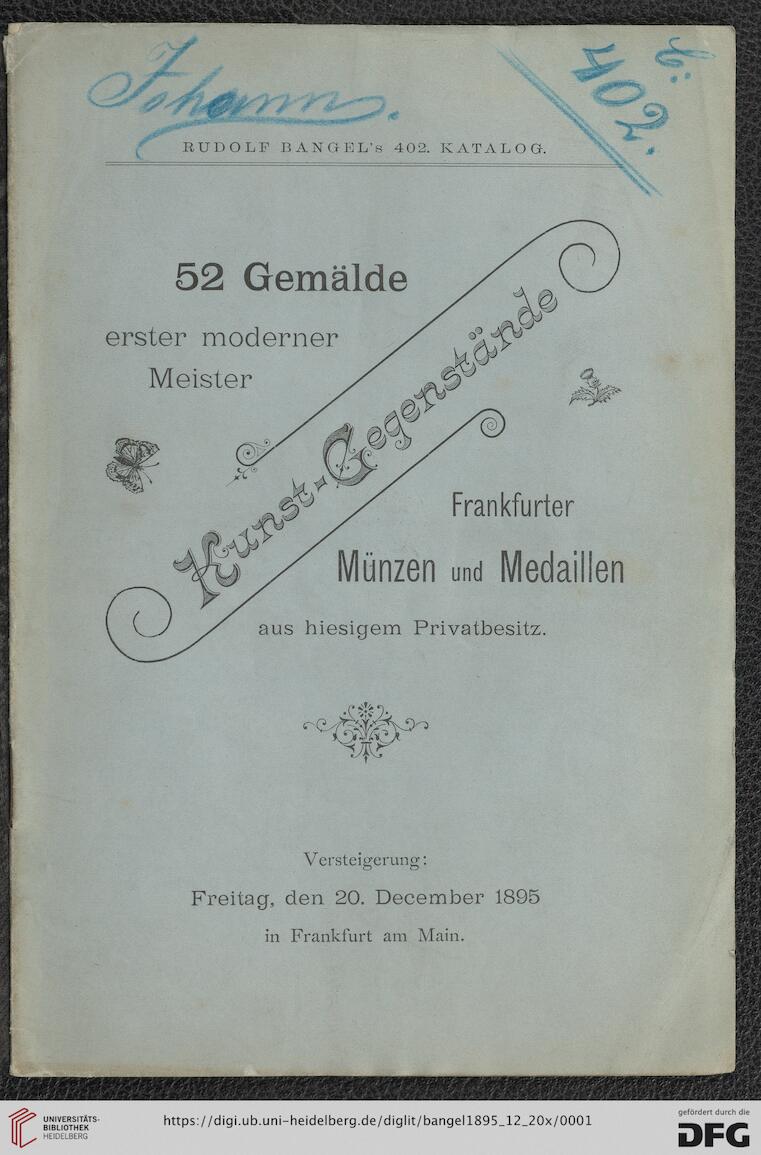 Johann.
C: 402.
RUDOLF BANGEL's 402. KATALOG.
52 Gemälde
erster moderner
Meister
Kunst-Gegenstände
Frankfurter
Münzen und Medaillen
aus hiesigem Privatbesitz.
Versteigerung:
Freitag, den 20. December 1895
in Frankfurt am Main.
UNIVERSITÄTS-
BIBLIOTHEK
HEIDELBERG
https://digi.ub.uni-heidelberg.de/diglit/bangel1895_12_20x/0001
gefördert durch die
DFG